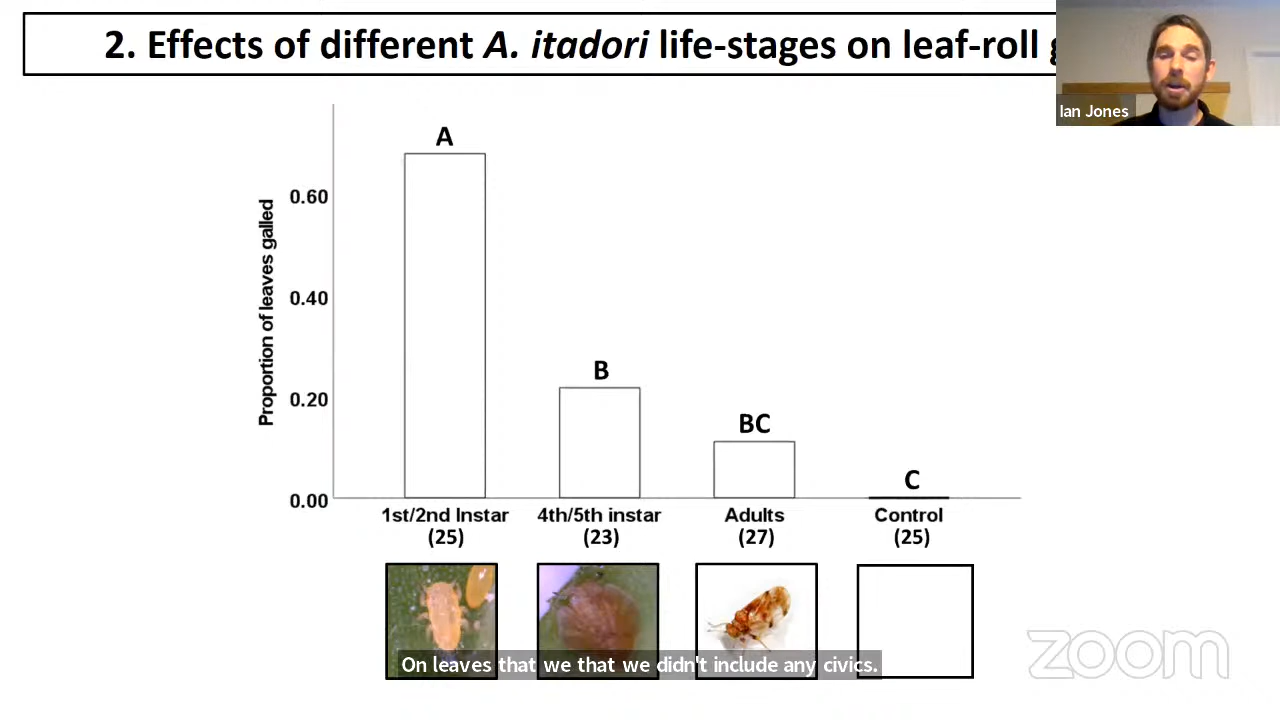 2. Effects of different A. itadori life-stages on leaf-roll
Ian Jones
A
B
BC
C
Proportion of leaves galled
0.60
0.40
0.20
0.00
1st/2nd Instar
(25)
4th/5th instar
(23)
Adults
(27)
Control
(25)
On leaves that we that we didn't include any civics.
zoom